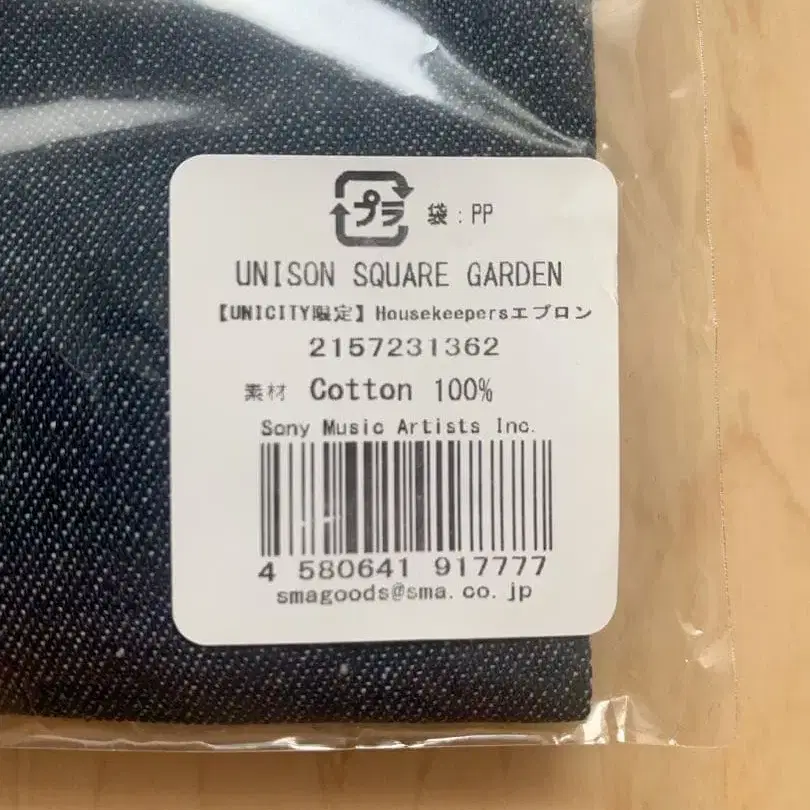 プラ 袋:PP
UNISON SQUARE GARDEN
【UNICITY限定】Housekeepersエプロン
2157231362
素材 Cotton 100%
Sony Music Artists Inc.
4 580641 917777
smagoods@sma.co.jp